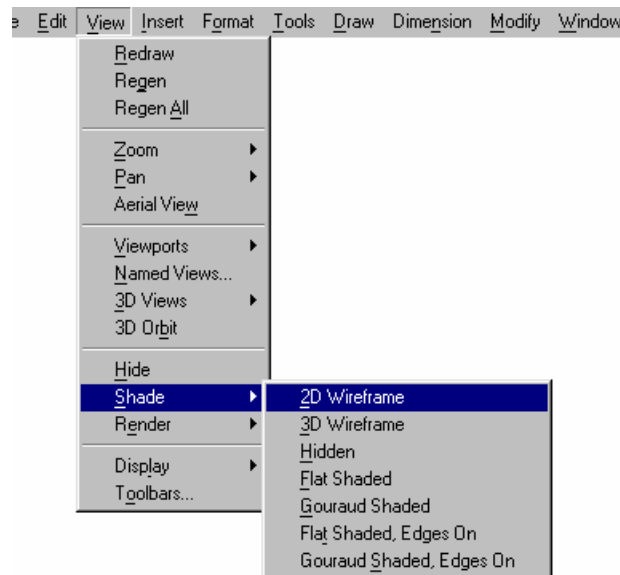 Edit View Insert Format Tools Draw Dimension Modify Window
Redraw
Regen
Regen All
Zoom
Pan
Aerial View
Viewports
Named Views...
3D Views
3D Orbit
Hide
Shade
Render
Display
Toolbars...
2D Wireframe
3D Wireframe
Hidden
Flat Shaded
Gouraud Shaded
Flat Shaded, Edges On
Gouraud Shaded, Edges On